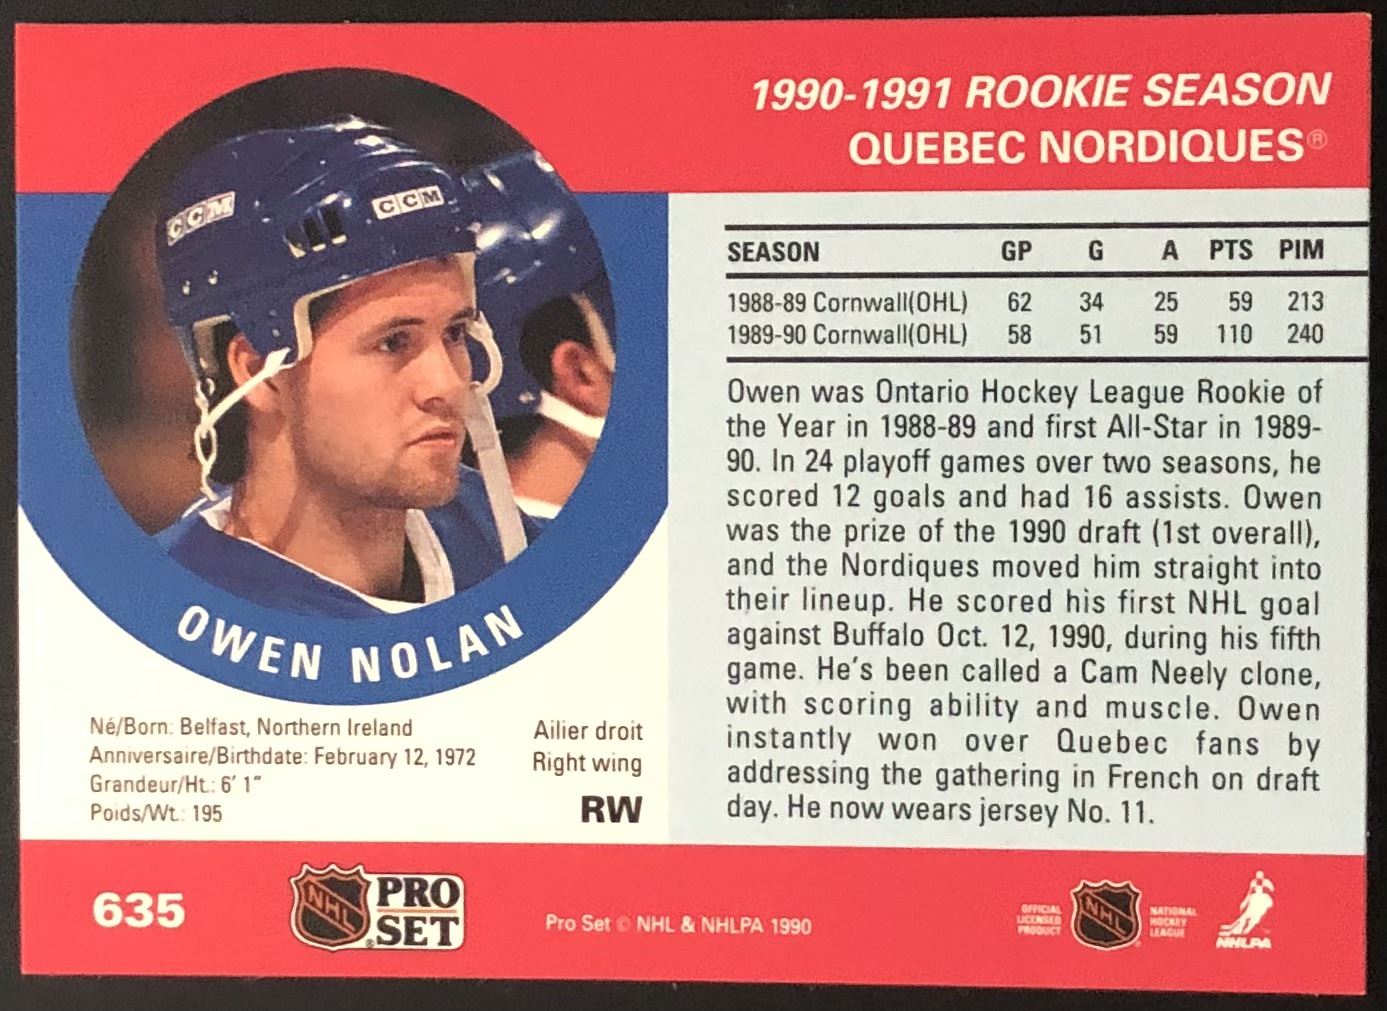 1990-1991 ROOKIE SEASON
QUEBEC NORDIQUES®
CCM
CCM
OWEN NOLAN
Né/Born: Belfast, Northern Ireland
Anniversaire/Birthdate: February 12, 1972
Grandeur/Ht.: 6' 1"
Poids/Wt.: 195
Ailier droit
Right wing
RW
SEASON GP G A PTS PIM
1988-89 Cornwall(OHL) 62 34 25 59 213
1989-90 Cornwall(OHL) 58 51 59 110 240
Owen was Ontario Hockey League Rookie of
the Year in 1988-89 and first All-Star in 1989-
90. In 24 playoff games over two seasons, he
scored 12 goals and had 16 assists. Owen
was the prize of the 1990 draft (1st overall),
and the Nordiques moved him straight into
their lineup. He scored his first NHL goal
against Buffalo Oct. 12, 1990, during his fifth
game. He's been called a Cam Neely clone,
with scoring ability and muscle. Owen
instantly won over Quebec fans by
addressing the gathering in French on draft
day. He now wears jersey No. 11.
635
NHL
PRO
SET
®
Pro Set © NHL & NHLPA 1990
OFFICIAL
LICENSED
PRODUCT
NHL
NATIONAL
HOCKEY
LEAGUE
NHLPA